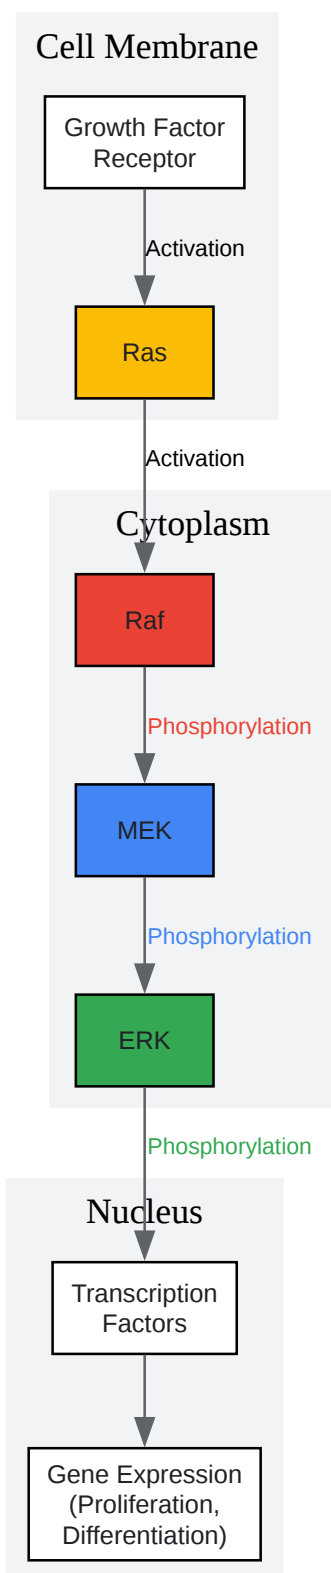 Cell Membrane
Growth Factor
Receptor
Activation
Ras
Activation
Cytoplasm
Raf
Phosphorylation
MEK
Phosphorylation
ERK
Phosphorylation
Nucleus
Transcription
Factors
Gene Expression
(Proliferation,
Differentiation)